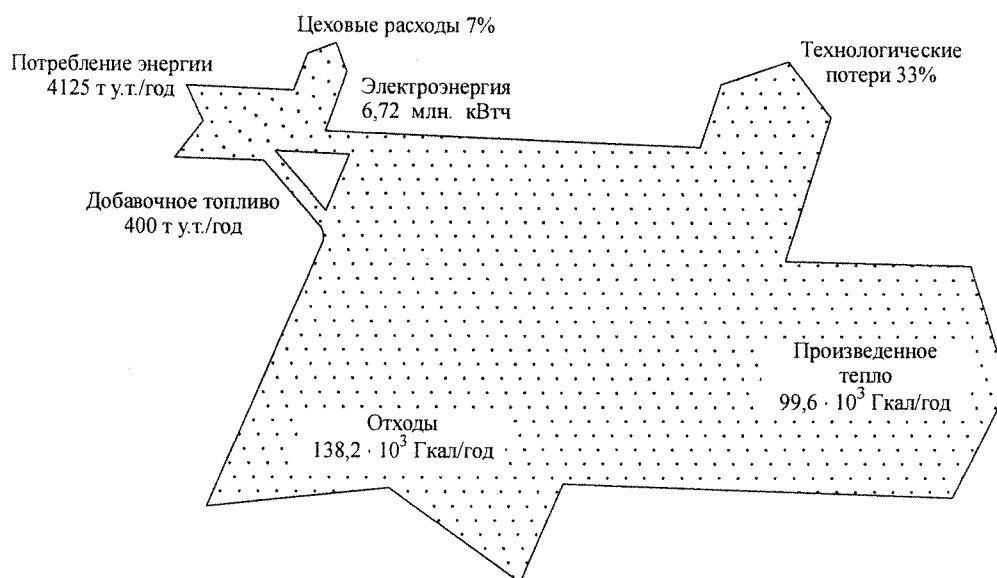 Цеховые расходы 7%
Потребление энергии
4125 т у.т./год
Электроэнергия
6,72 млн. кВтч
Технологические
потери 33%
Добавочное топливо
400 т у.т./год
Произведенное
тепло
99,6 · 10³ Гкал/год
Отходы
138,2 · 10³ Гкал/год